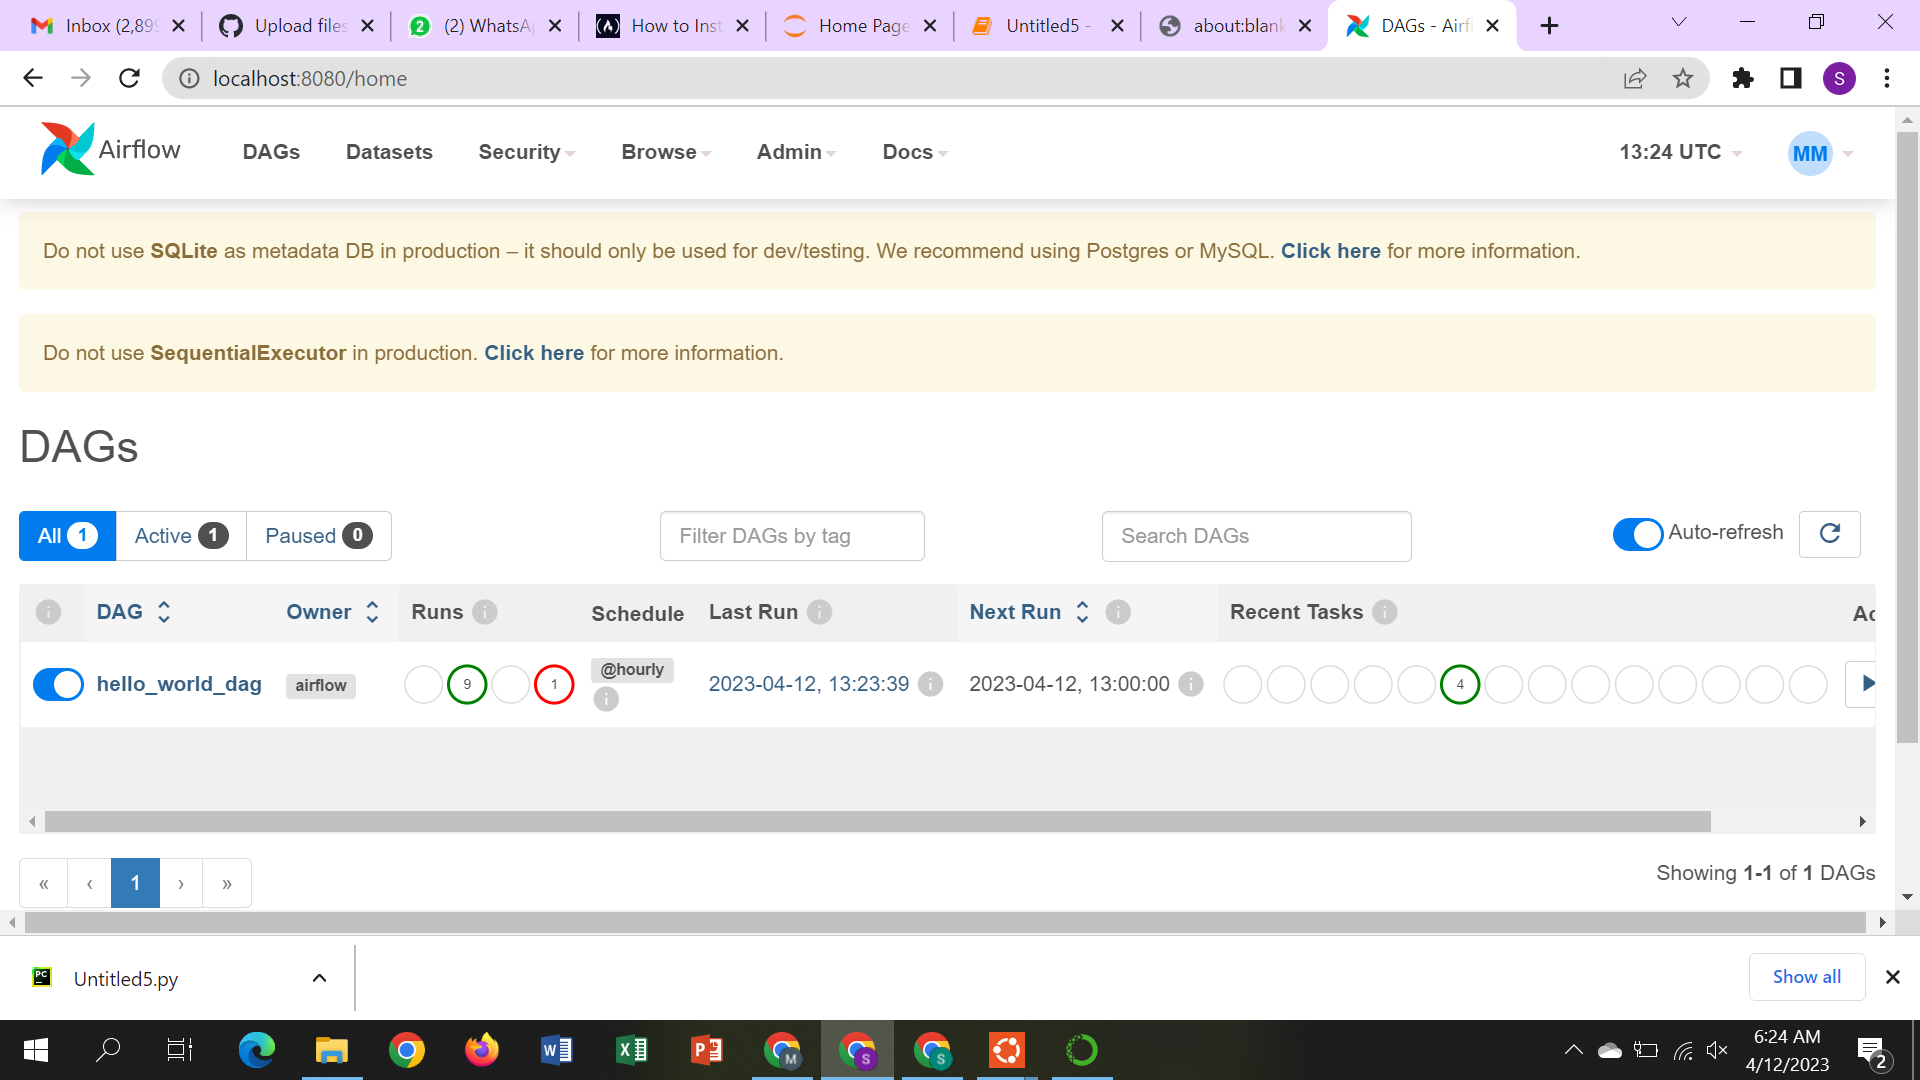 Inbox (2,899
Upload files
(2) WhatsAp
How to Inst
Home Page
Untitled5 -
about:blank
DAGs - Airfl
localhost:8080/home
S
Airflow
DAGs
Datasets
Security
Browse
Admin
Docs
13:24 UTC
MM
Do not use SQLite as metadata DB in production – it should only be used for dev/testing. We recommend using Postgres or MySQL. Click here for more information.
Do not use SequentialExecutor in production. Click here for more information.
DAGs
All 1
Active 1
Paused 0
Filter DAGs by tag
Search DAGs
Auto-refresh
DAG
Owner
Runs
Schedule
Last Run
Next Run
Recent Tasks
Ac
hello_world_dag
airflow
9
1
@hourly
2023-04-12, 13:23:39
2023-04-12, 13:00:00
4
« ‹ 1 › »
Showing 1-1 of 1 DAGs
Untitled5.py
Show all
6:24 AM
4/12/2023
2